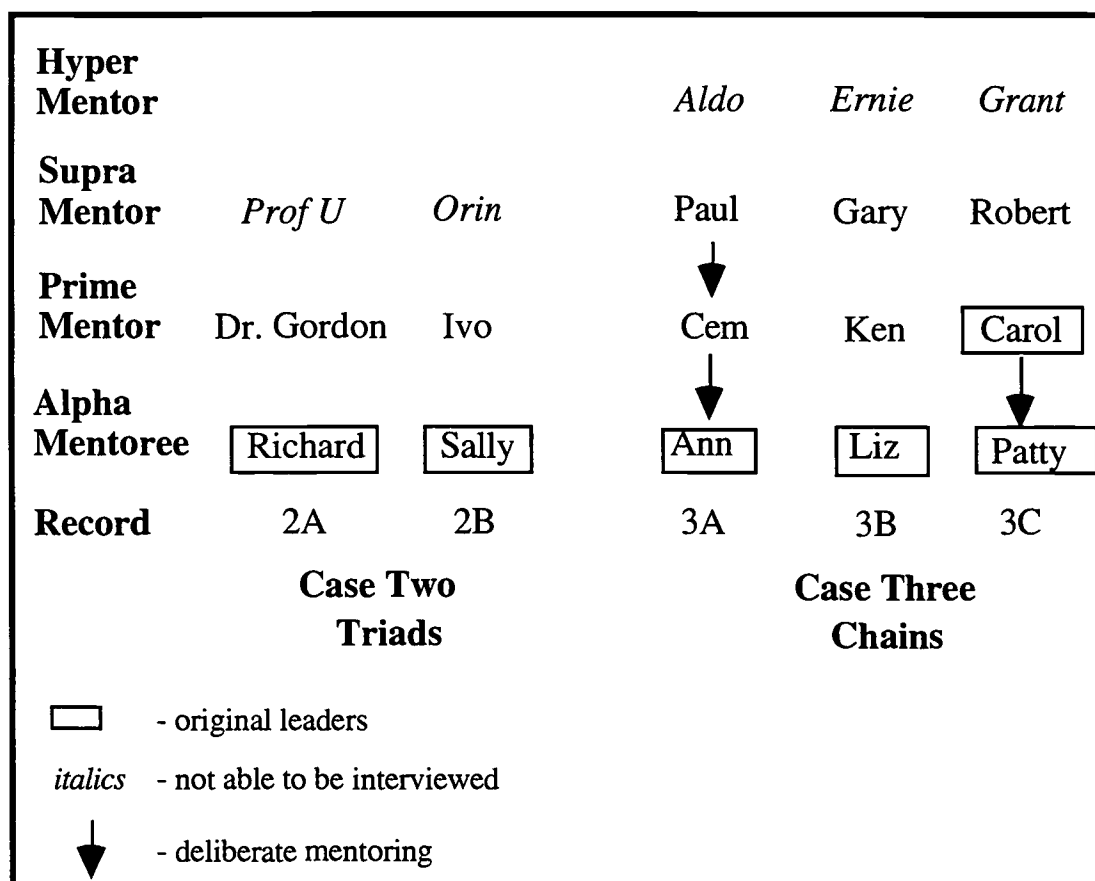 Hyper
Mentor Aldo Ernie Grant
Supra
Mentor Prof U Orin Paul Gary Robert
Prime
Mentor Dr. Gordon Ivo Cem Ken Carol
Alpha
Mentoree Richard Sally Ann Liz Patty
Record 2A 2B 3A 3B 3C
Case Two Case Three
Triads Chains
- original leaders
italics - not able to be interviewed
- deliberate mentoring